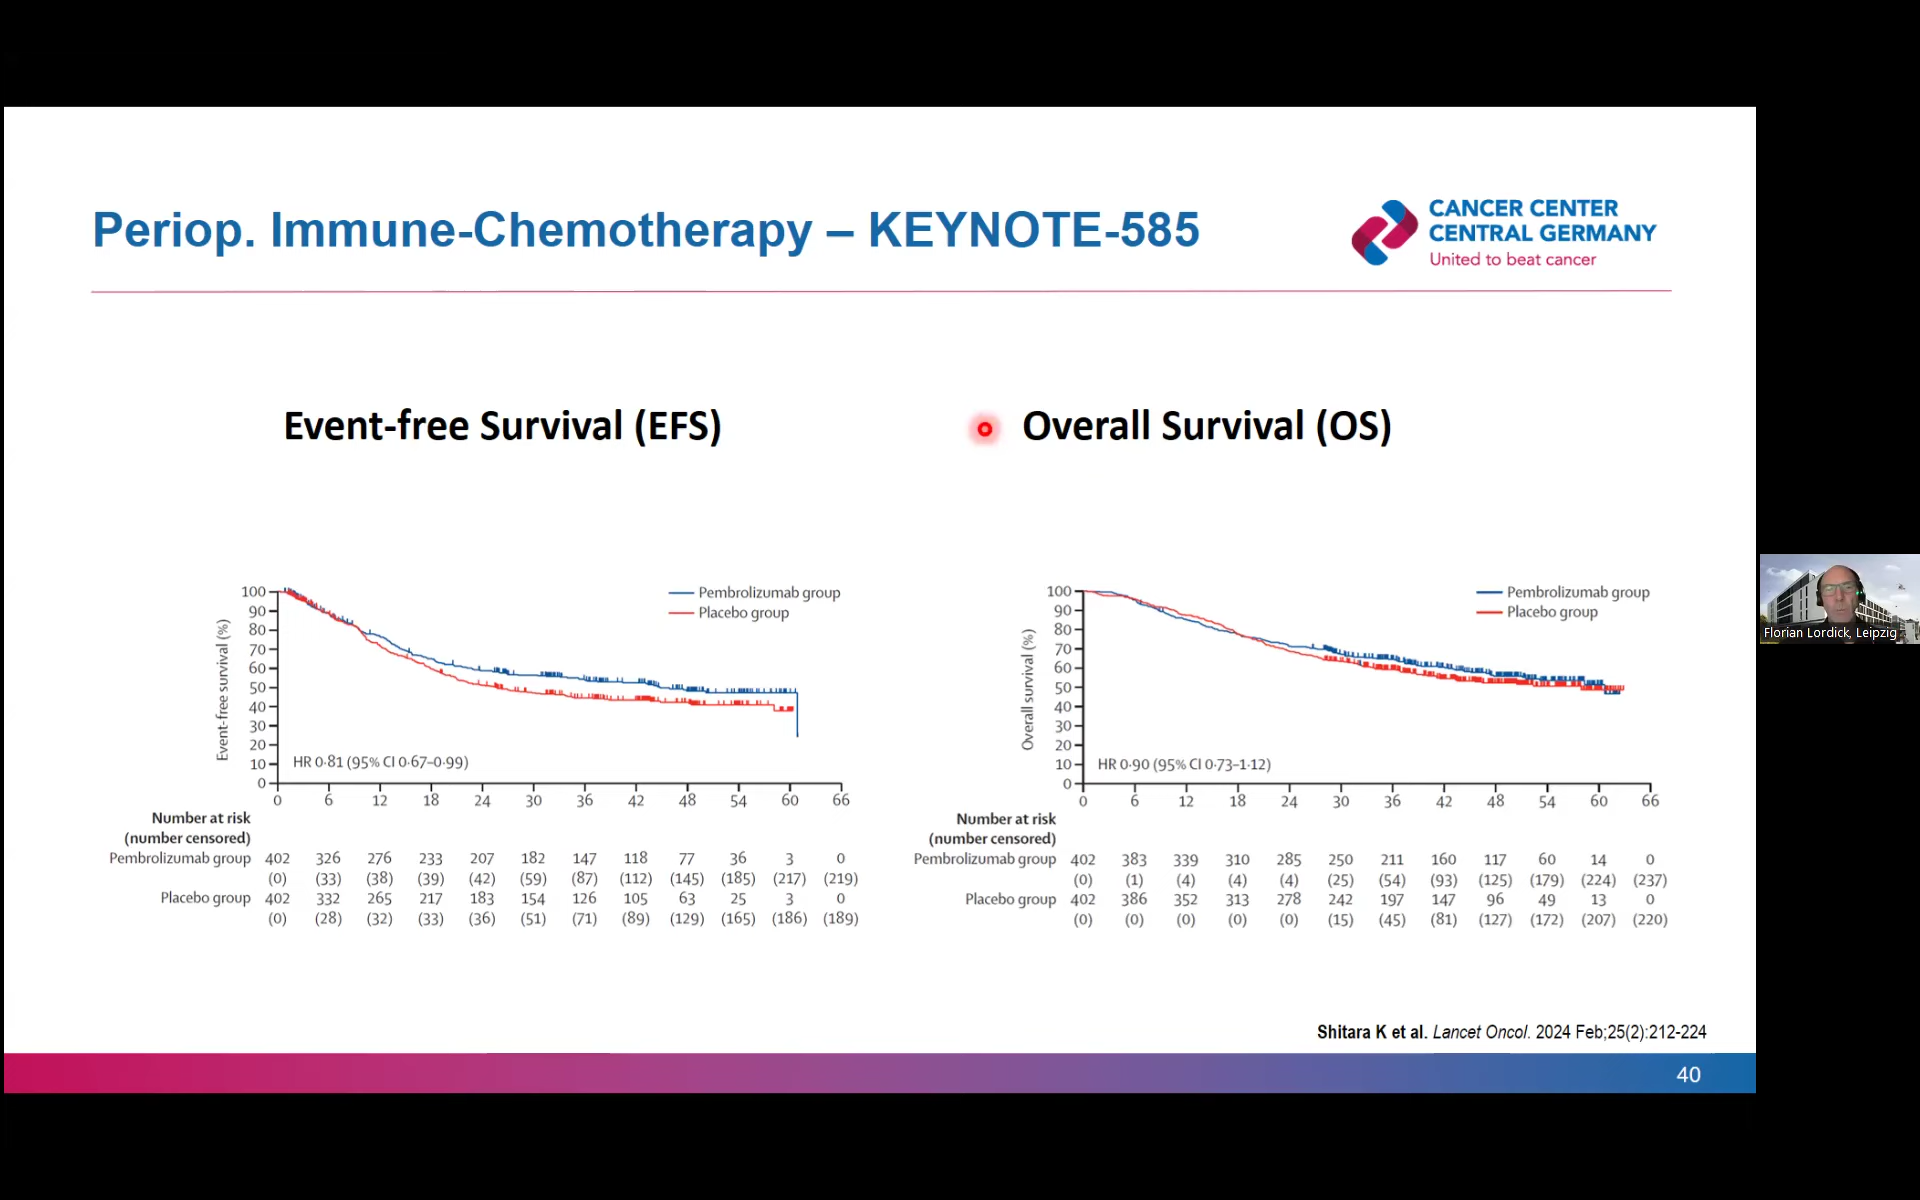 Periop. Immune-Chemotherapy – KEYNOTE-585
CANCER CENTER
CENTRAL GERMANY
United to beat cancer
Event-free Survival (EFS)
Overall Survival (OS)
Event-free survival (%)
100
90
80
70
60
50
40
30
20
10
0
Pembrolizumab group
Placebo group
HR 0·81 (95% CI 0·67–0·99)
0 6 12 18 24 30 36 42 48 54 60 66
Number at risk
(number censored)
Pembrolizumab group 402 326 276 233 207 182 147 118 77 36 3 0
(0) (33) (38) (39) (42) (59) (87) (112) (145) (185) (217) (219)
Placebo group 402 332 265 217 183 154 126 105 63 25 3 0
(0) (28) (32) (33) (36) (51) (71) (89) (129) (165) (186) (189)
Overall survival (%)
100
90
80
70
60
50
40
30
20
10
0
Pembrolizumab group
Placebo group
HR 0·90 (95% CI 0·73–1·12)
0 6 12 18 24 30 36 42 48 54 60 66
Number at risk
(number censored)
Pembrolizumab group 402 383 339 310 285 250 211 160 117 60 14 0
(0) (1) (4) (4) (4) (25) (54) (93) (125) (179) (224) (237)
Placebo group 402 386 352 313 278 242 197 147 96 49 13 0
(0) (0) (0) (0) (0) (15) (45) (81) (127) (172) (207) (220)
Shitara K et al. Lancet Oncol. 2024 Feb;25(2):212-224
40
Florian Lordick, Leipzig